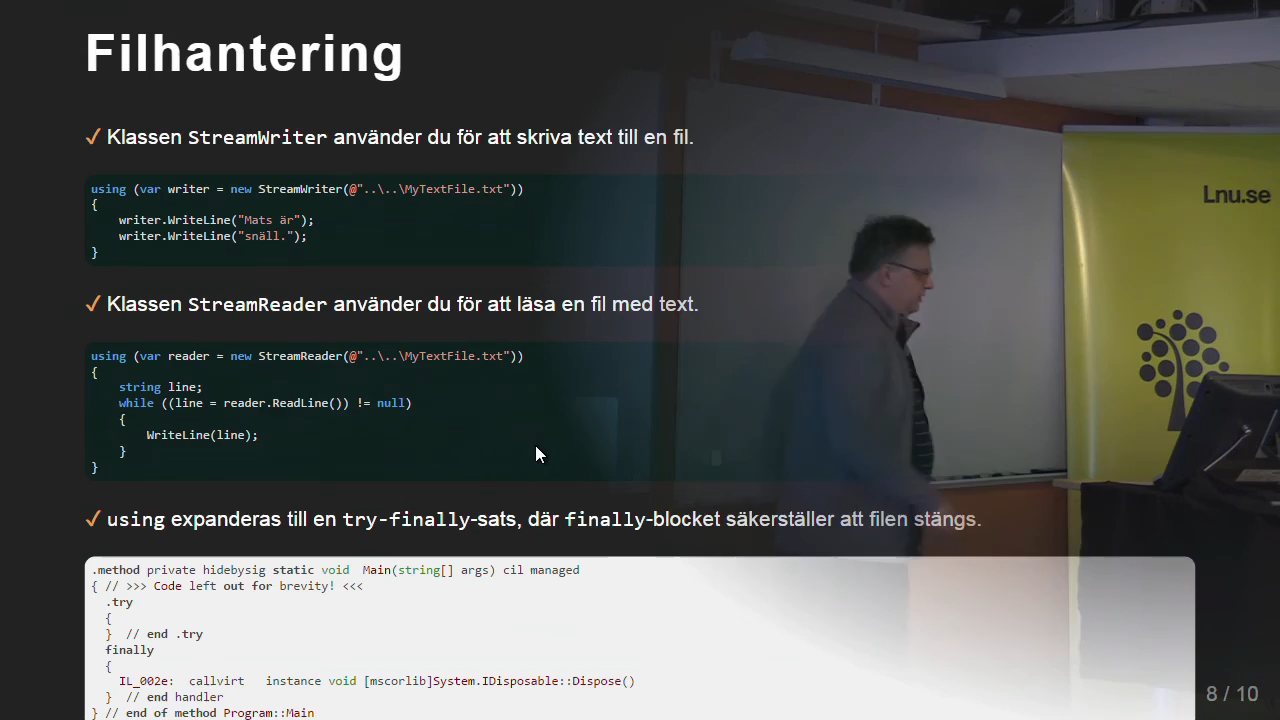 Filhantering
✓ Klassen StreamWriter använder du för att skriva text till en fil.
using (var writer = new StreamWriter(@"..\..\MyTextFile.txt"))
{
    writer.WriteLine("Mats är");
    writer.WriteLine("snäll.");
}
✓ Klassen StreamReader använder du för att läsa en fil med text.
using (var reader = new StreamReader(@"..\..\MyTextFile.txt"))
{
    string line;
    while ((line = reader.ReadLine()) != null)
    {
        WriteLine(line);
    }
}
✓ using expanderas till en try-finally-sats, där finally-blocket säkerställer att filen stängs.
.method private hidebysig static void  Main(string[] args) cil managed
{ // >>> Code left out for brevity! <<<
  .try
  {
  }  // end .try
  finally
  {
    IL_002e:  callvirt   instance void [mscorlib]System.IDisposable::Dispose()
  }  // end handler
} // end of method Program::Main
Lnu.se
8 / 10